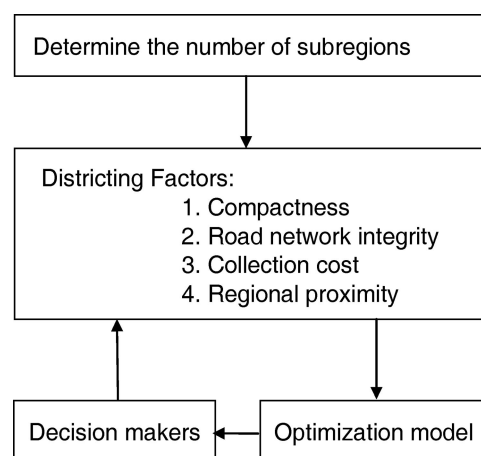 Determine the number of subregions
Districting Factors:
1. Compactness
2. Road network integrity
3. Collection cost
4. Regional proximity
Decision makers
Optimization model